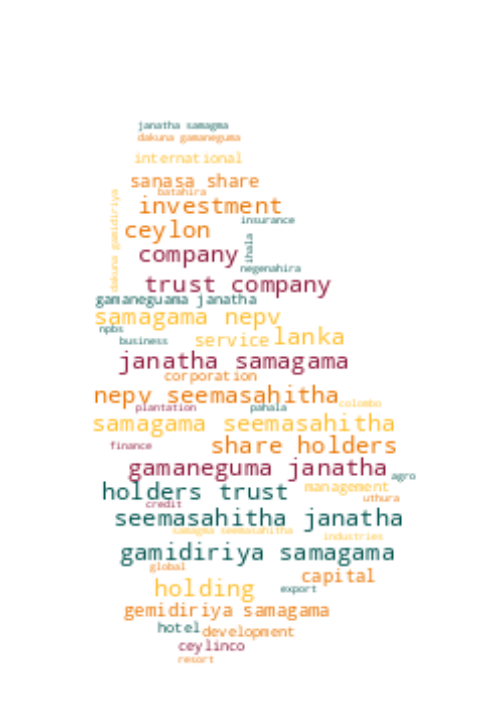 janatha samagma
dakuna gamaneguma
international
sanasa share
batahira
dakuna gamidiriya
investment
insurance
ceylon
ihala
company
negenahira
trust company
gamaneguama janatha
samagama nepv
npbs
business
service
lanka
janatha samagama
corporation
nepv seemasahitha
colombo
plantation
pahala
samagama seemasahitha
finance
share holders
gamaneguma janatha
agro
holders trust
management
uthura
credit
seemasahitha janatha
samagma seemasahitha
industries
gamidiriya samagama
global
capital
holding
export
gemidiriya samagama
hotel
development
ceylinco
resort